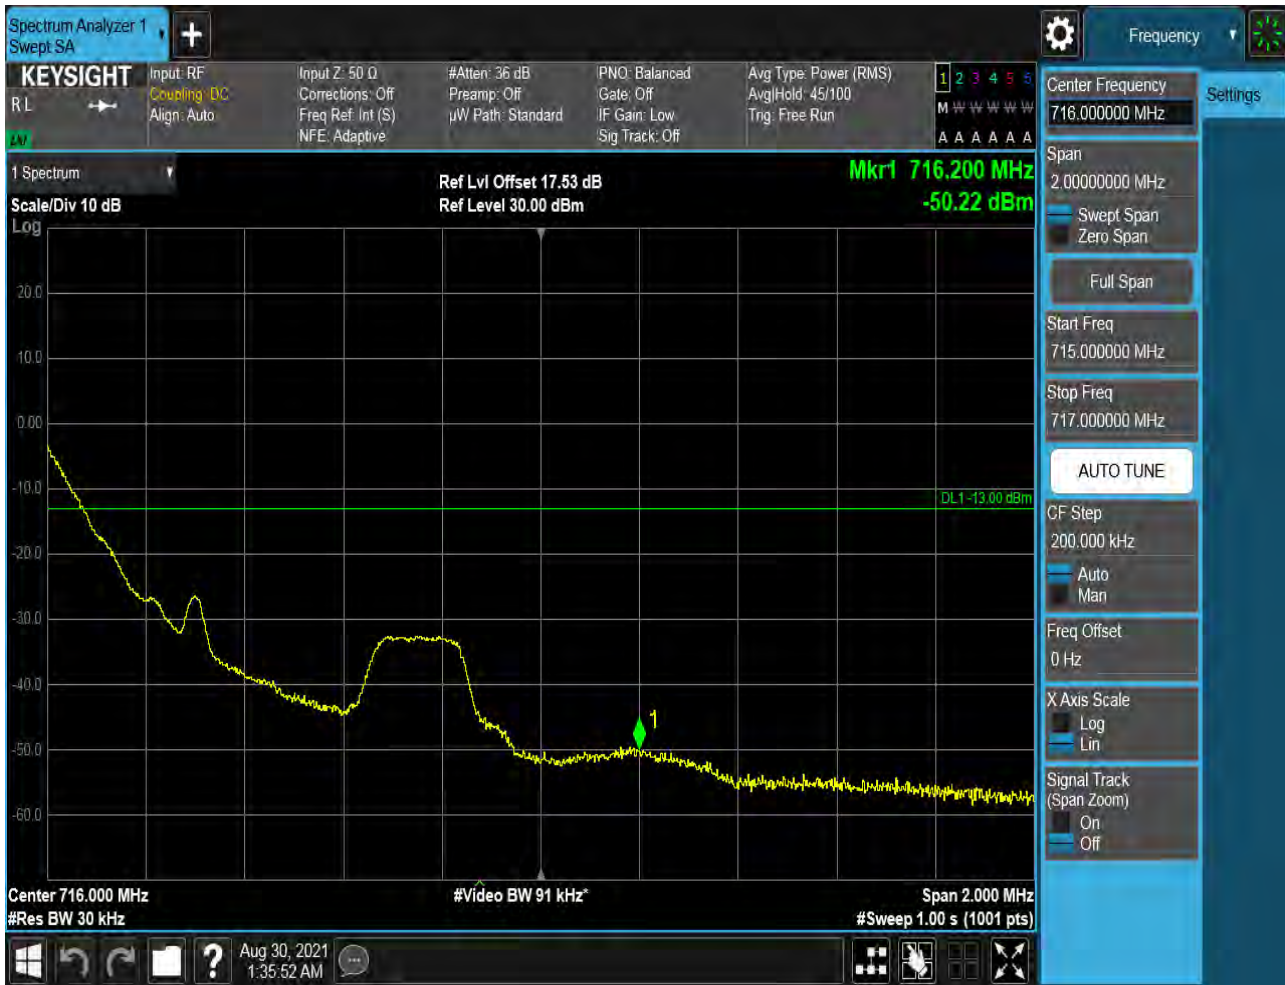 Spectrum Analyzer 1
Swept SA
Frequency
KEYSIGHT
R L
Input: RF
Coupling: DC
Align: Auto
Input Z: 50 Ω
Corrections: Off
Freq Ref: Int (S)
NFE: Adaptive
#Atten: 36 dB
Preamp: Off
µW Path: Standard
PNO: Balanced
Gate: Off
IF Gain: Low
Sig Track: Off
Avg Type: Power (RMS)
Avg|Hold: 45/100
Trig: Free Run
1 2 3 4 5 6
M W W W W W
A A A A A A
1 Spectrum
Scale/Div 10 dB
Ref Lvl Offset 17.53 dB
Ref Level 30.00 dBm
Mkr1 716.200 MHz
-50.22 dBm
Log
20.0
10.0
0.00
-10.0
-20.0
-30.0
-40.0
-50.0
-60.0
DL1 -13.00 dBm
1
Center 716.000 MHz
#Res BW 30 kHz
#Video BW 91 kHz*
Span 2.000 MHz
#Sweep 1.00 s (1001 pts)
Center Frequency
716.000000 MHz
Settings
Span
2.00000000 MHz
Swept Span
Zero Span
Full Span
Start Freq
715.000000 MHz
Stop Freq
717.000000 MHz
AUTO TUNE
CF Step
200.000 kHz
Auto
Man
Freq Offset
0 Hz
X Axis Scale
Log
Lin
Signal Track
(Span Zoom)
On
Off
?
Aug 30, 2021
1:35:52 AM